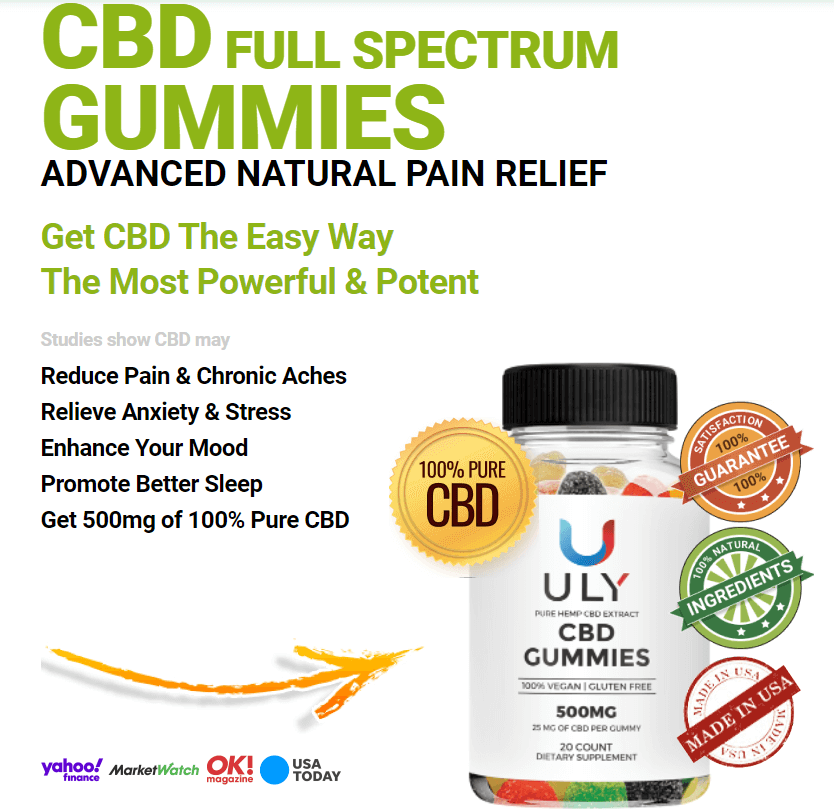 CBD FULL SPECTRUM
GUMMIES
ADVANCED NATURAL PAIN RELIEF
Get CBD The Easy Way
The Most Powerful & Potent
Studies show CBD may
Reduce Pain & Chronic Aches
Relieve Anxiety & Stress
Enhance Your Mood
Promote Better Sleep
Get 500mg of 100% Pure CBD
100% PURE
CBD
ULY
PURE HEMP CBD EXTRACT
CBD
GUMMIES
100% VEGAN | GLUTEN FREE
500MG
25 MG OF CBD PER GUMMY
20 COUNT
DIETARY SUPPLEMENT
SATISFACTION
100%
GUARANTEE
100%
100% NATURAL
INGREDIENTS
MADE IN USA
MADE IN USA
MADE IN USA
yahoo!
finance
MarketWatch
OK!
magazine
USA
TODAY